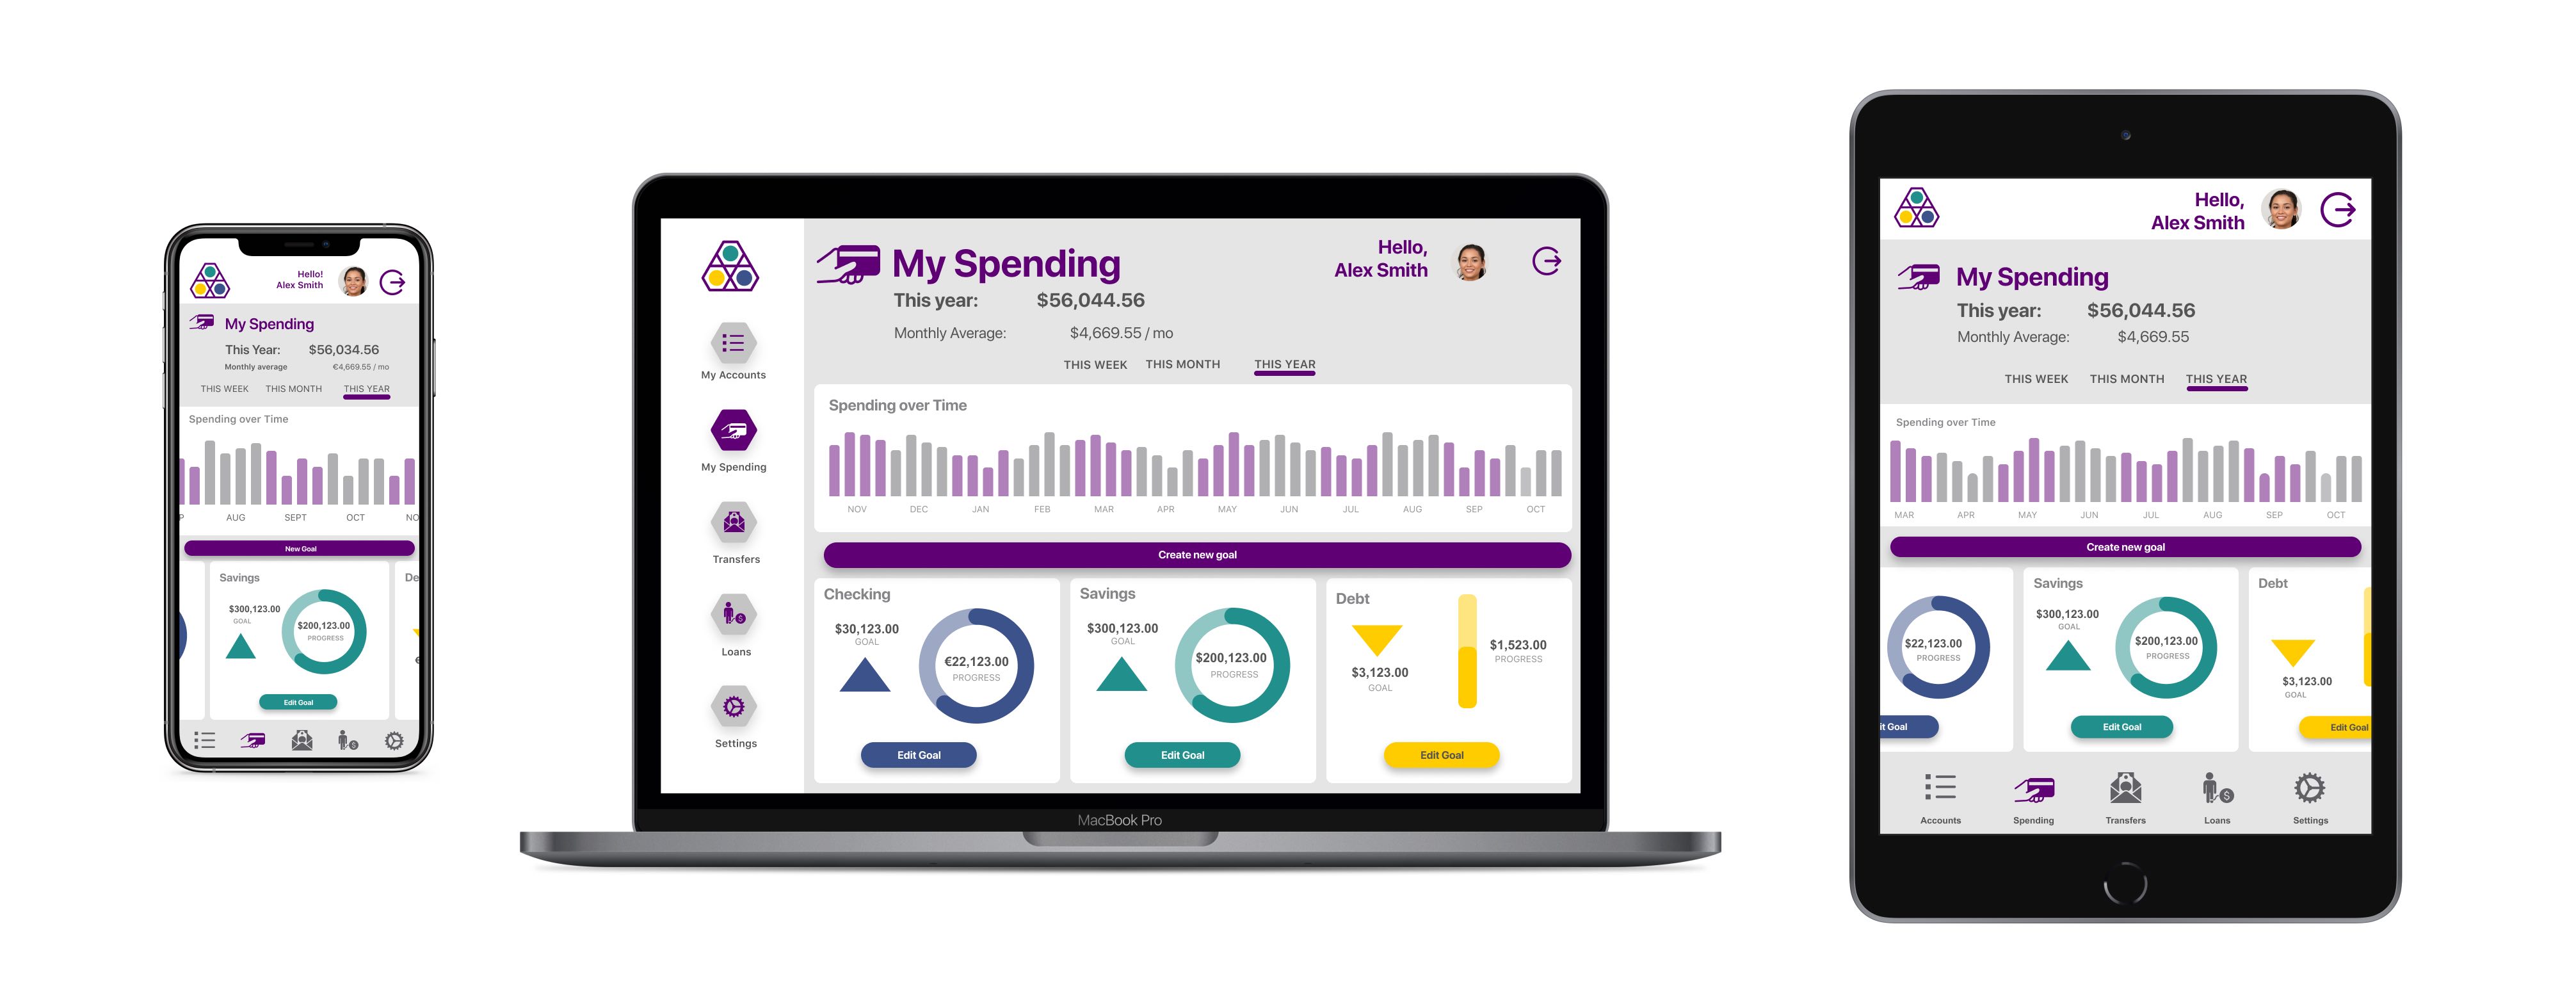 Hello!
Alex Smith
My Spending
This Year: $56,034.56
Monthly average €4,669.55 / mo
THIS WEEK THIS MONTH THIS YEAR
Spending over Time
P AUG SEPT OCT NO
New Goal
Savings De
$300,123.00
GOAL
$200,123.00
PROGRESS
€
Edit Goal
My Accounts
My Spending
Transfers
Loans
Settings
My Spending
Hello,
Alex Smith
This year: $56,044.56
Monthly Average: $4,669.55 / mo
THIS WEEK THIS MONTH THIS YEAR
Spending over Time
NOV DEC JAN FEB MAR APR MAY JUN JUL AUG SEP OCT
Create new goal
Checking
$30,123.00
GOAL
€22,123.00
PROGRESS
Edit Goal
Savings
$300,123.00
GOAL
$200,123.00
PROGRESS
Edit Goal
Debt
$3,123.00
GOAL
$1,523.00
PROGRESS
Edit Goal
MacBook Pro
Hello,
Alex Smith
My Spending
This year: $56,044.56
Monthly Average: $4,669.55
THIS WEEK THIS MONTH THIS YEAR
Spending over Time
MAR APR MAY JUN JUL AUG SEP OCT
Create new goal
$22,123.00
PROGRESS
it Goal
Savings
$300,123.00
GOAL
$200,123.00
PROGRESS
Edit Goal
Debt
$3,123.00
GOAL
Edit Goal
Accounts Spending Transfers Loans Settings